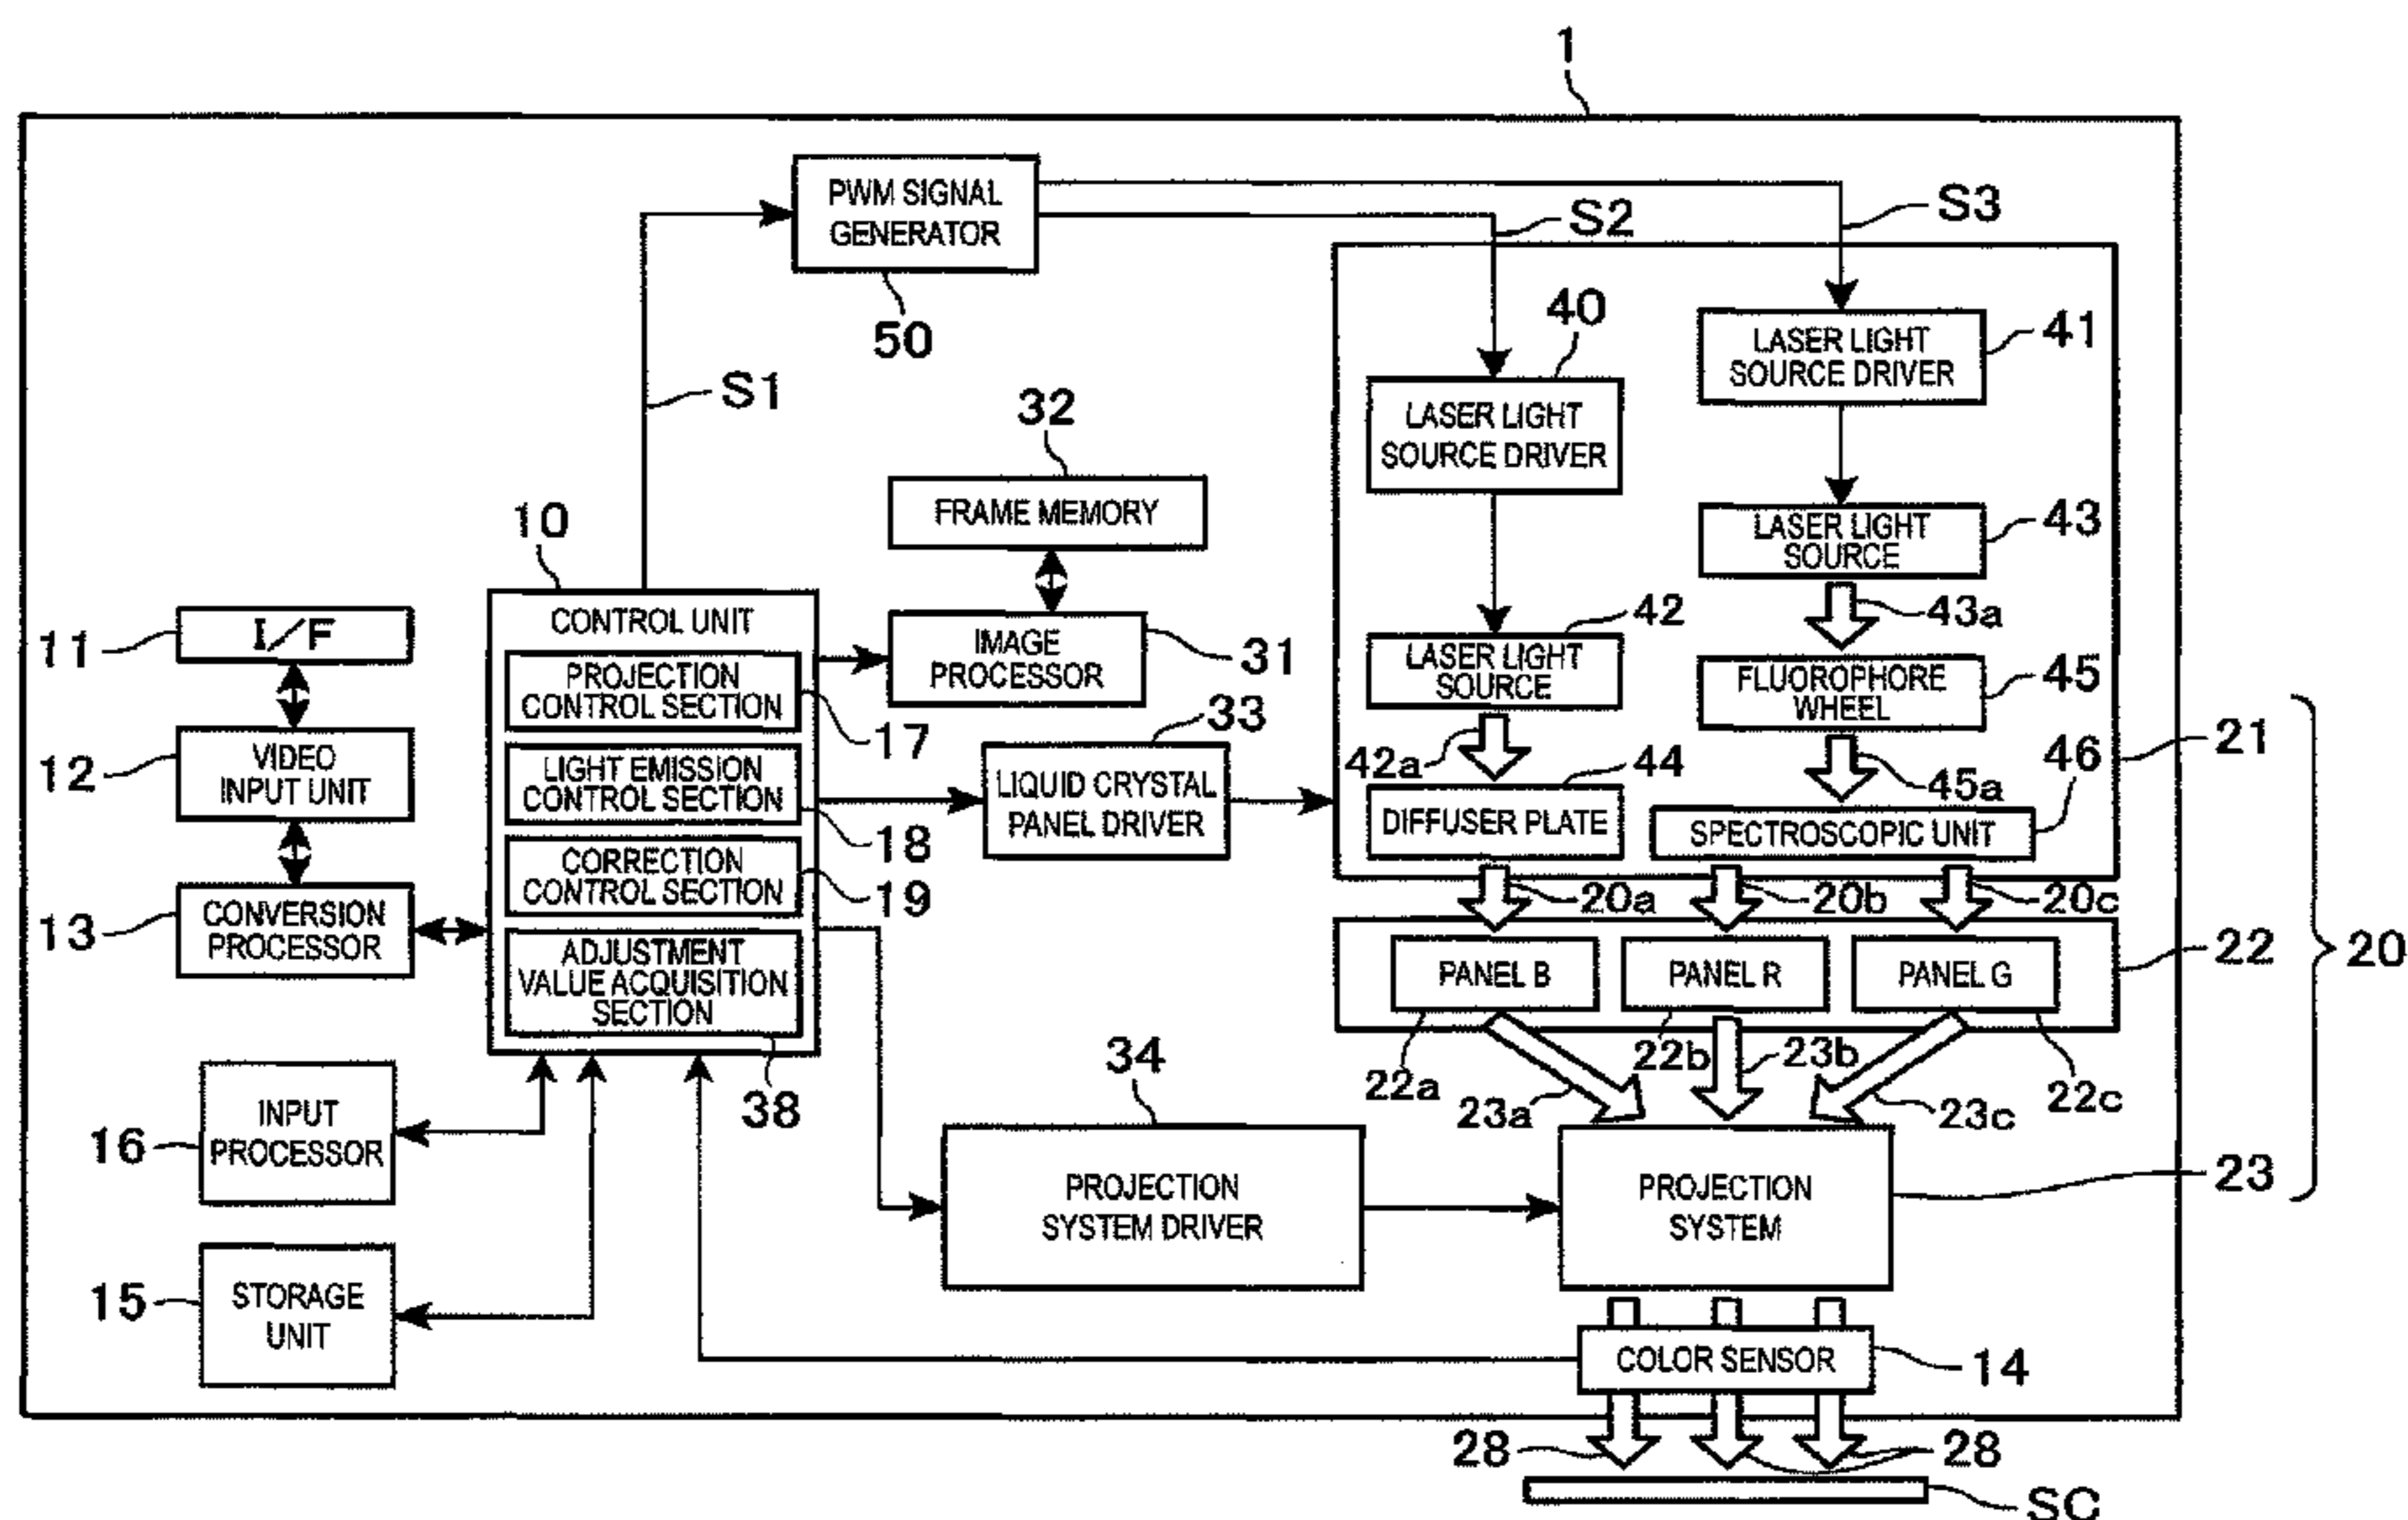 1
PWM SIGNAL
GENERATOR
50
S1
S2
S3
40
LASER LIGHT
SOURCE DRIVER
41
LASER LIGHT
SOURCE DRIVER
32
FRAME MEMORY
10
CONTROL UNIT
PROJECTION
CONTROL SECTION
17
LIGHT EMISSION
CONTROL SECTION
18
CORRECTION
CONTROL SECTION
19
ADJUSTMENT
VALUE ACQUISITION
SECTION
38
11
I/F
12
VIDEO
INPUT UNIT
13
CONVERSION
PROCESSOR
16
INPUT
PROCESSOR
15
STORAGE
UNIT
IMAGE
PROCESSOR
31
33
LIQUID CRYSTAL
PANEL DRIVER
42
LASER LIGHT
SOURCE
42a
44
DIFFUSER PLATE
43
LASER LIGHT
SOURCE
43a
FLUOROPHORE
WHEEL
45
45a
46
SPECTROSCOPIC UNIT
21
20a
20b
20c
PANEL B
PANEL R
PANEL G
22
20
22a
22b
22c
23a
23b
23c
34
PROJECTION
SYSTEM DRIVER
PROJECTION
SYSTEM
23
COLOR SENSOR
14
28
28
SC